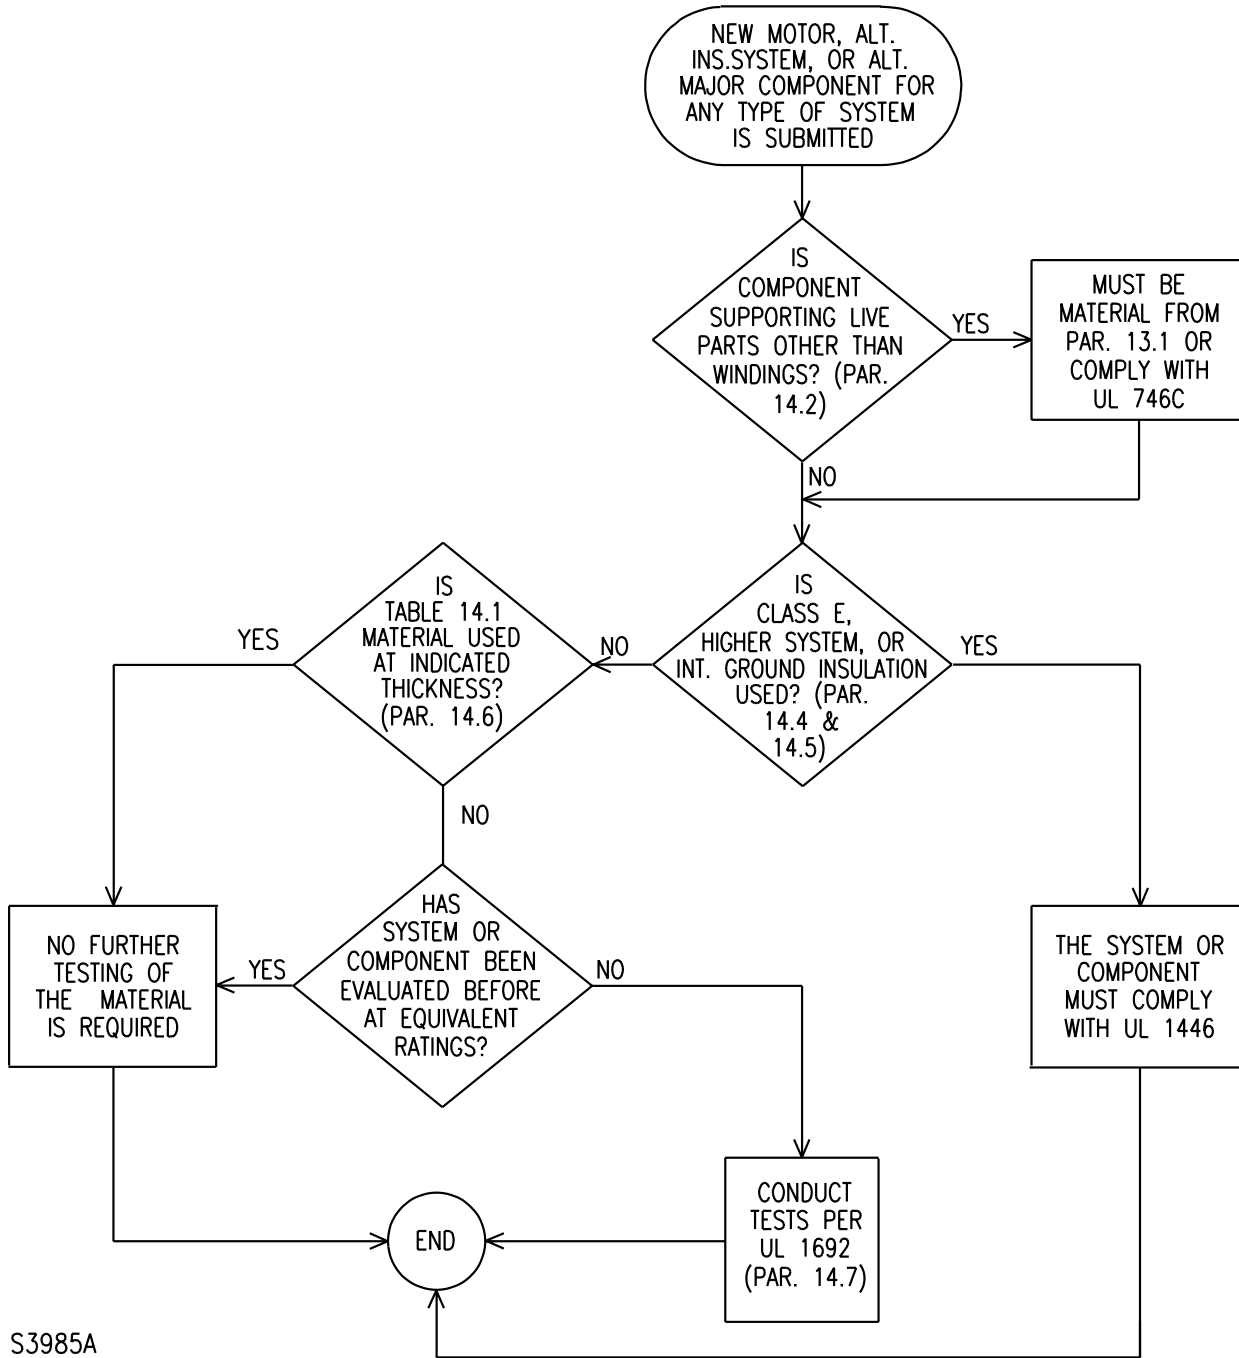 NEW MOTOR, ALT.
INS.SYSTEM, OR ALT.
MAJOR COMPONENT FOR
ANY TYPE OF SYSTEM
IS SUBMITTED
IS
COMPONENT
SUPPORTING LIVE
PARTS OTHER THAN
WINDINGS? (PAR.
14.2)
YES
MUST BE
MATERIAL FROM
PAR. 13.1 OR
COMPLY WITH
UL 746C
NO
IS
CLASS E,
HIGHER SYSTEM, OR
INT. GROUND INSULATION
USED? (PAR.
14.4 &
14.5)
NO
YES
IS
TABLE 14.1
MATERIAL USED
AT INDICATED
THICKNESS?
(PAR. 14.6)
YES
NO
HAS
SYSTEM OR
COMPONENT BEEN
EVALUATED BEFORE
AT EQUIVALENT
RATINGS?
YES
NO
NO FURTHER
TESTING OF
THE MATERIAL
IS REQUIRED
THE SYSTEM OR
COMPONENT
MUST COMPLY
WITH UL 1446
CONDUCT
TESTS PER
UL 1692
(PAR. 14.7)
END
S3985A